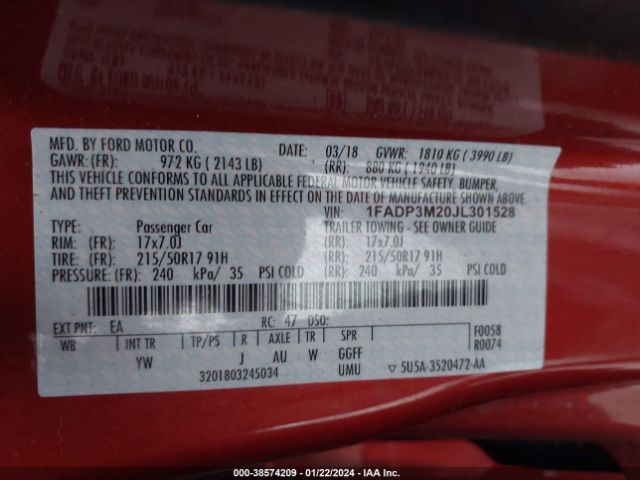 MFD. BY FORD MOTOR CO.
DATE: 03/18 GVWR: 1810 KG ( 3990 LB)
GAWR: (FR): 972 KG ( 2143 LB) (RR): 880 KG ( 1940 LB)
THIS VEHICLE CONFORMS TO ALL APPLICABLE FEDERAL MOTOR VEHICLE SAFETY, BUMPER,
AND THEFT PREVENTION STANDARDS IN EFFECT ON THE DATE OF MANUFACTURE SHOWN ABOVE.
VIN: 1FADP3M20JL301528
TYPE: Passenger Car TRAILER TOWING - SEE OWNER GUIDE
RIM: (FR): 17x7.0J (RR): 17x7.0J
TIRE: (FR): 215/50R17 91H (RR): 215/50R17 91H
PRESSURE: (FR): 240 kPa/ 35 PSI COLD (RR): 240 kPa/ 35 PSI COLD
EXT PNT: EA RC: 47 DSO: F0058
WB INT TR TP/PS R AXLE TR SPR R0074
YW J AU W GGFF
3201803245034 UMU ▽ 5U5A-3520472-AA
000-38574209 - 01/22/2024 - IAA Inc.